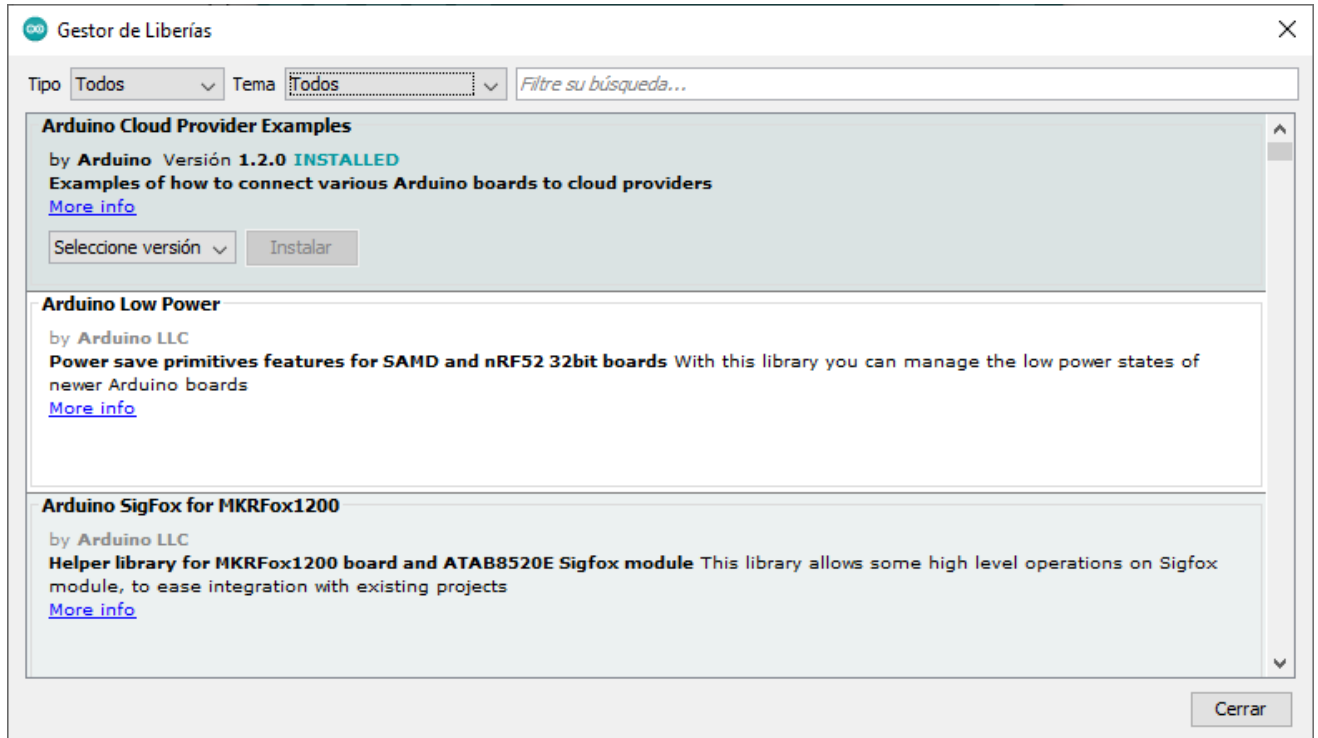 Gestor de Liberías
Tipo Todos Tema Todos Filtre su búsqueda...
Arduino Cloud Provider Examples
by Arduino Versión 1.2.0 INSTALLED
Examples of how to connect various Arduino boards to cloud providers
More info
Seleccione versión Instalar
Arduino Low Power
by Arduino LLC
Power save primitives features for SAMD and nRF52 32bit boards With this library you can manage the low power states of
newer Arduino boards
More info
Arduino SigFox for MKRFox1200
by Arduino LLC
Helper library for MKRFox1200 board and ATAB8520E Sigfox module This library allows some high level operations on Sigfox
module, to ease integration with existing projects
More info
Cerrar